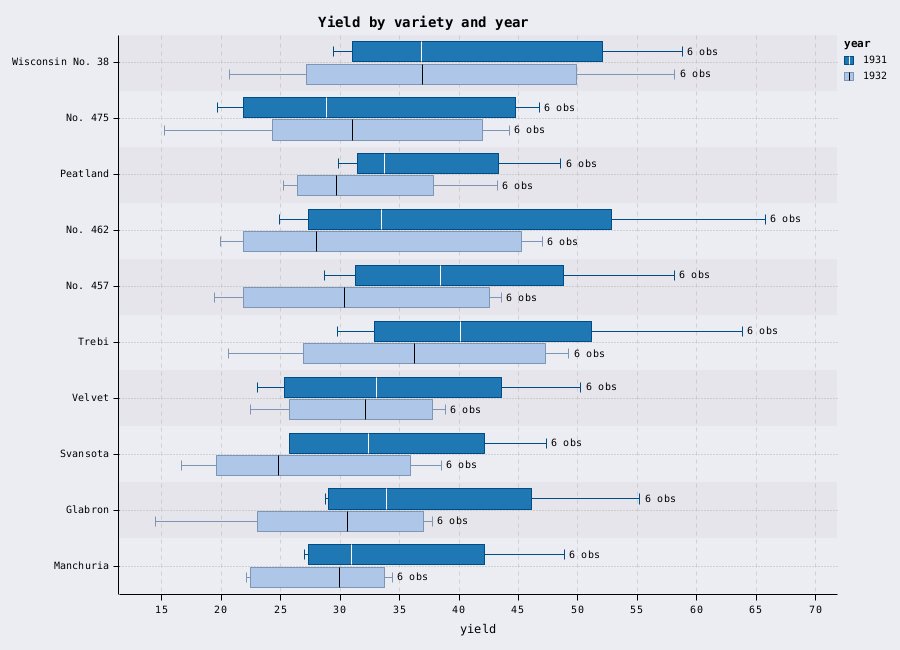 Yield by variety and year
year
1931
1932
Wisconsin No. 38
6 obs
6 obs
No. 475
6 obs
6 obs
Peatland
6 obs
6 obs
No. 462
6 obs
6 obs
No. 457
6 obs
6 obs
Trebi
6 obs
6 obs
Velvet
6 obs
6 obs
Svansota
6 obs
6 obs
Glabron
6 obs
6 obs
Manchuria
6 obs
6 obs
15 20 25 30 35 40 45 50 55 60 65 70
yield